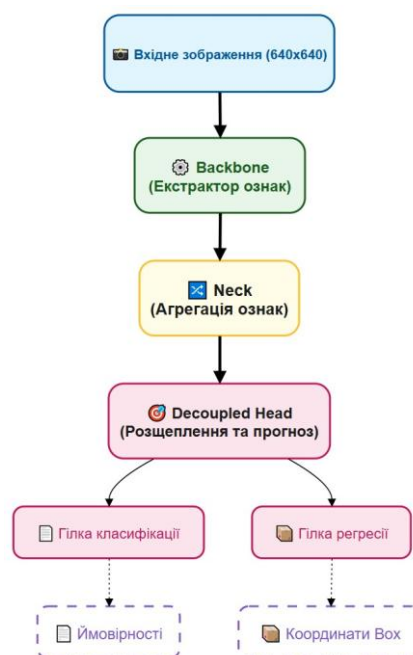 Вхідне зображення (640x640)
Backbone
(Екстрактор ознак)
Neck
(Агрегація ознак)
Decoupled Head
(Розщеплення та прогноз)
Гілка класифікації
Гілка регресії
Ймовірності
Координати Box